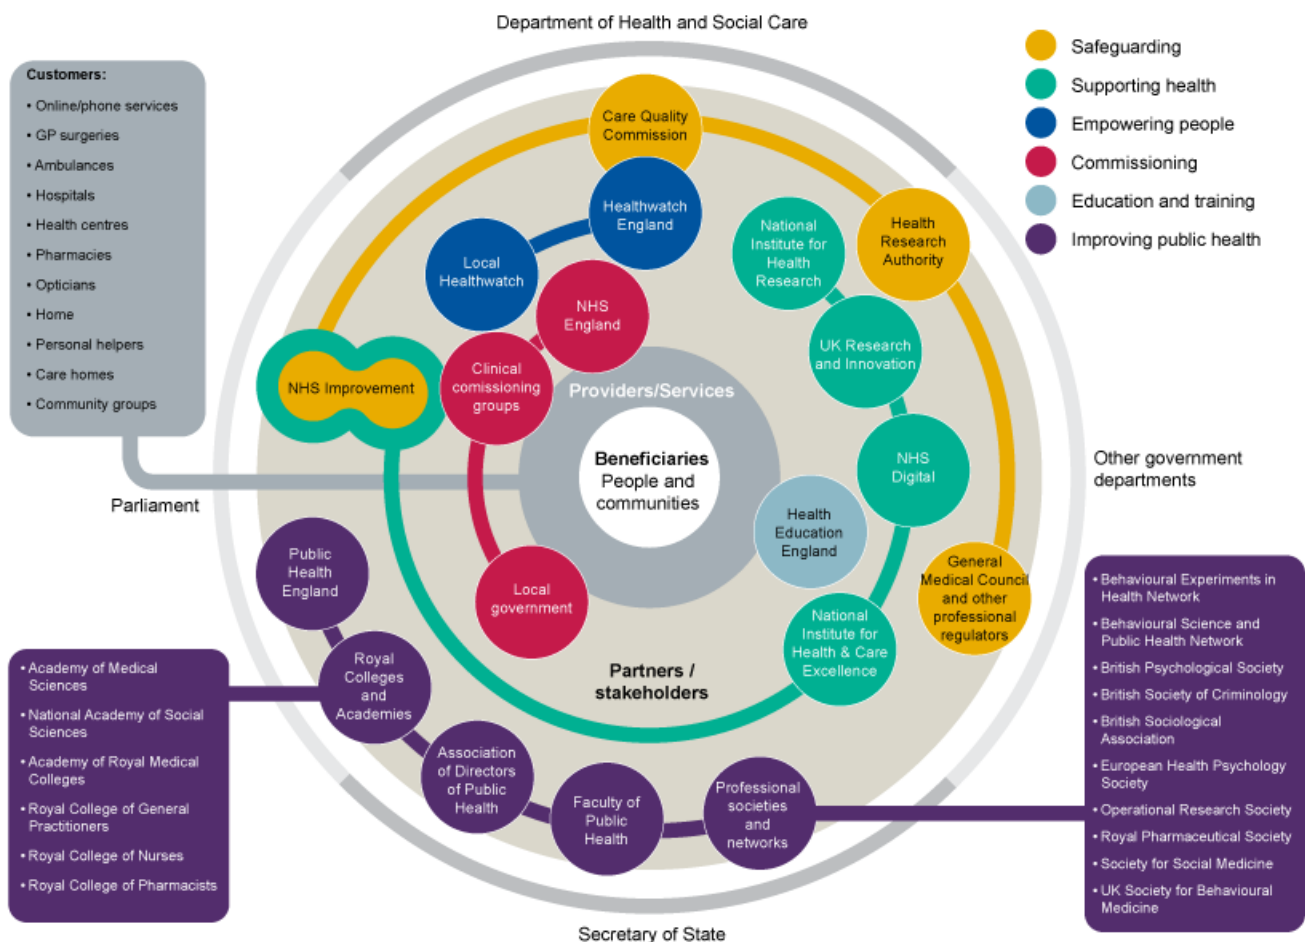 Department of Health and Social Care
Customers:
• Online/phone services
• GP surgeries
• Ambulances
• Hospitals
• Health centres
• Pharmacies
• Opticians
• Home
• Personal helpers
• Care homes
• Community groups
Safeguarding
Supporting health
Empowering people
Commissioning
Education and training
Improving public health
Care Quality
Commission
Healthwatch
England
Local
Healthwatch
National
Institute for
Health
Research
Health
Research
Authority
NHS
England
UK Research
and Innovation
NHS Improvement
Clinical
comissioning
groups
Providers/Services
Beneficiaries
People and
communities
NHS
Digital
Other government
departments
Parliament
Health
Education
England
Public
Health
England
Local
government
General
Medical Council
and other
professional
regulators
National
Institute for
Health & Care
Excellence
Partners /
stakeholders
Royal
Colleges
and
Academies
• Academy of Medical
Sciences
• National Academy of Social
Sciences
• Academy of Royal Medical
Colleges
• Royal College of General
Practitioners
• Royal College of Nurses
• Royal College of Pharmacists
Association
of Directors
of Public
Health
Faculty of
Public
Health
Professional
societies
and
networks
• Behavioural Experiments in
Health Network
• Behavioural Science and
Public Health Network
• British Psychological Society
• British Society of Criminology
• British Sociological
Association
• European Health Psychology
Society
• Operational Research Society
• Royal Pharmaceutical Society
• Society for Social Medicine
• UK Society for Behavioural
Medicine
Secretary of State